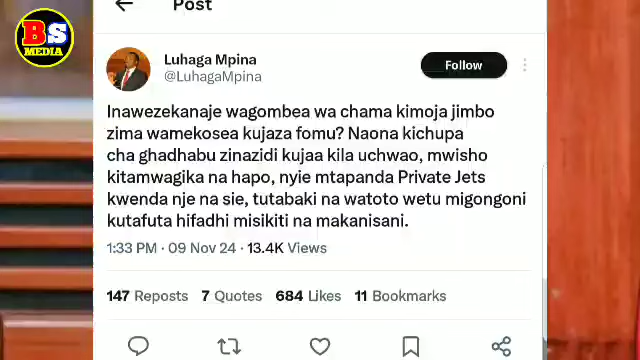 BS
MEDIA
Post
Luhaga Mpina
@LuhagaMpina
Follow
Inawezekanaje wagombea wa chama kimoja jimbo
zima wamekosea kujaza fomu? Naona kichupa
cha ghadhabu zinazidi kujaa kila uchwao, mwisho
kitamwagika na hapo, nyie mtapanda Private Jets
kwenda nje na sie, tutabaki na watoto wetu migongoni
kutafuta hifadhi misikiti na makanisani.
1:33 PM · 09 Nov 24 · 13.4K Views
147 Reposts 7 Quotes 684 Likes 11 Bookmarks